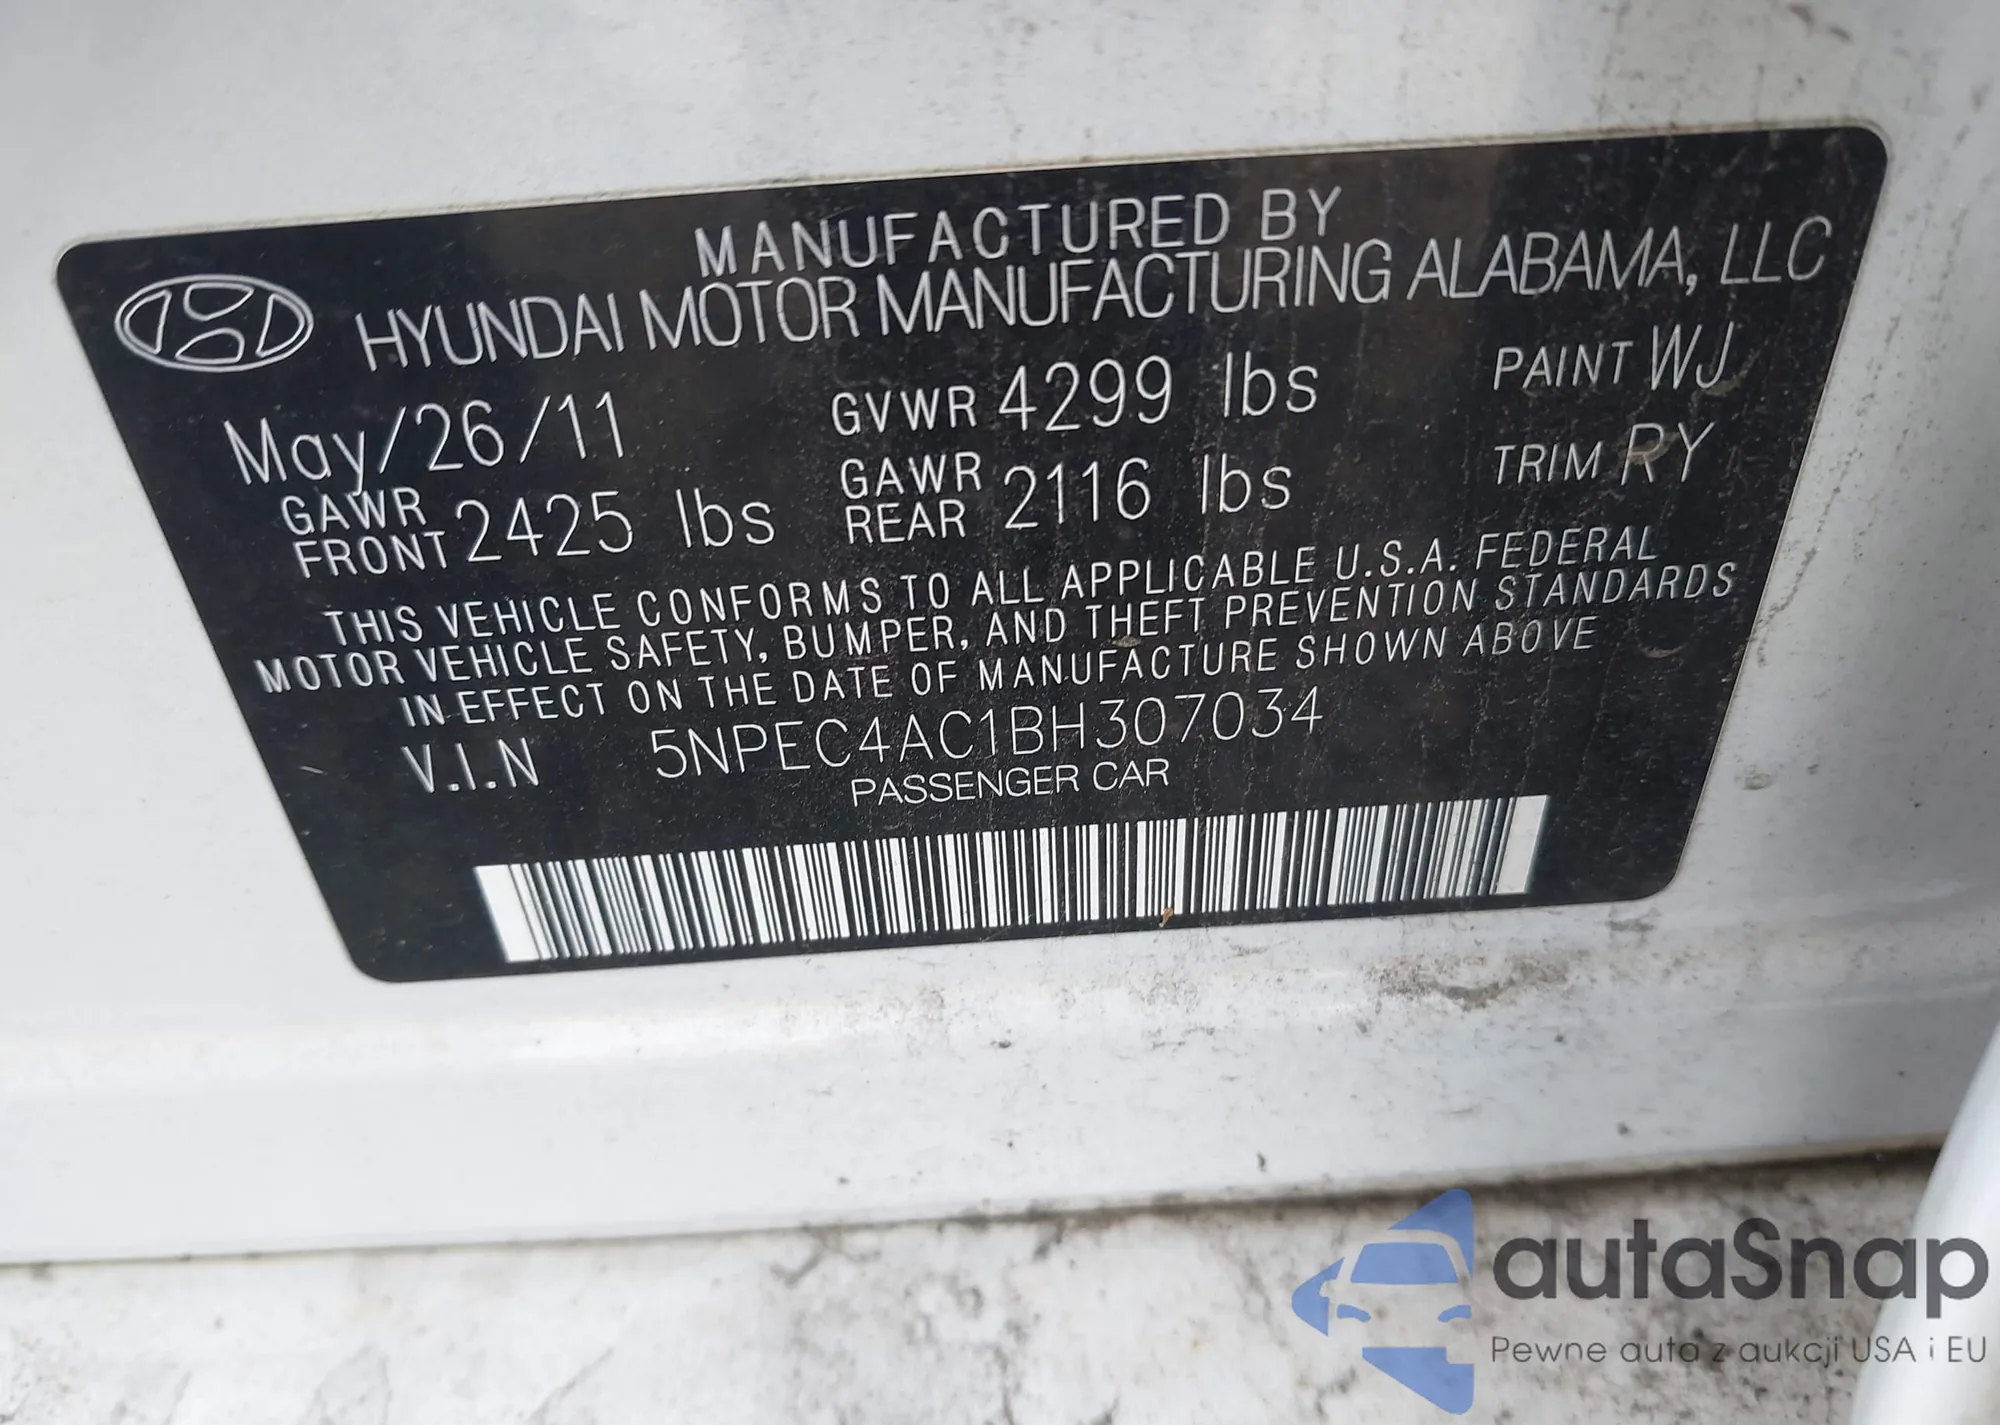 MANUFACTURED BY
HYUNDAI MOTOR MANUFACTURING ALABAMA, LLC
May/26/11 GVWR 4299 lbs PAINT WJ
GAWR FRONT 2425 lbs GAWR REAR 2116 lbs TRIM RY
THIS VEHICLE CONFORMS TO ALL APPLICABLE U.S.A. FEDERAL
MOTOR VEHICLE SAFETY, BUMPER, AND THEFT PREVENTION STANDARDS
IN EFFECT ON THE DATE OF MANUFACTURE SHOWN ABOVE
V.I.N 5NPEC4AC1BH307034
PASSENGER CAR
autaSnap
Pewne auta z aukcji USA i EU